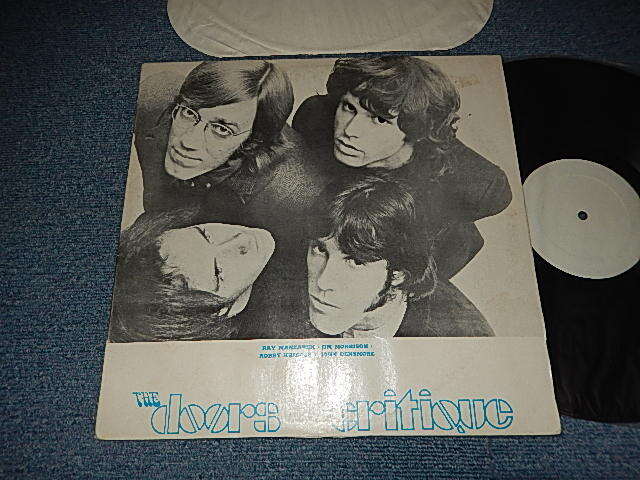 RAY MANZAREK · JIM MORRISON
ROBBY KRIEGER · JOHN DENSMORE
THE doors critique